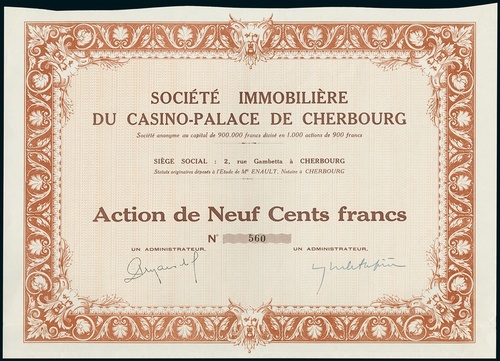 SOCIÉTÉ IMMOBILIÈRE
DU CASINO-PALACE DE CHERBOURG
Société anonyme au capital de 900.000 francs divisé en 1.000 actions de 900 francs
SIÈGE SOCIAL : 2, rue Gambetta à CHERBOURG
Statuts originaires déposés à l'Etude de Me ENAULT, Notaire à CHERBOURG
Action de Neuf Cents francs
N° 560
UN ADMINISTRATEUR, UN ADMINISTRATEUR,